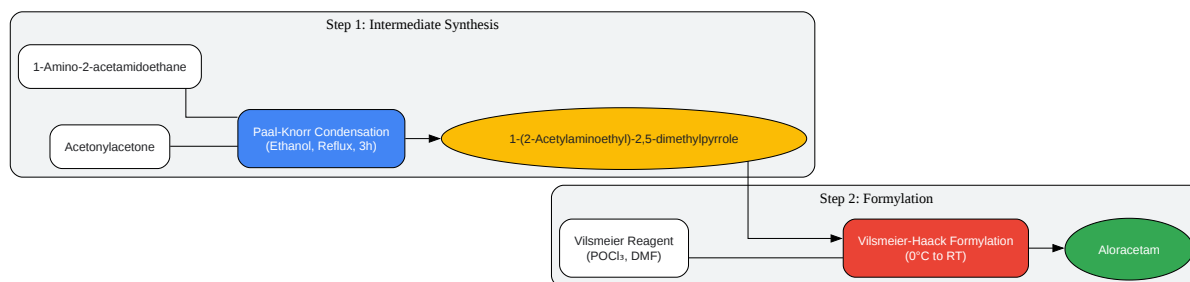 Step 1: Intermediate Synthesis
1-Amino-2-acetamidoethane
Acetonylacetone
Paal-Knorr Condensation
(Ethanol, Reflux, 3h)
1-(2-Acetylaminoethyl)-2,5-dimethylpyrrole
Step 2: Formylation
Vilsmeier Reagent
(POCl₃, DMF)
Vilsmeier-Haack Formylation
(0°C to RT)
Aloracetam